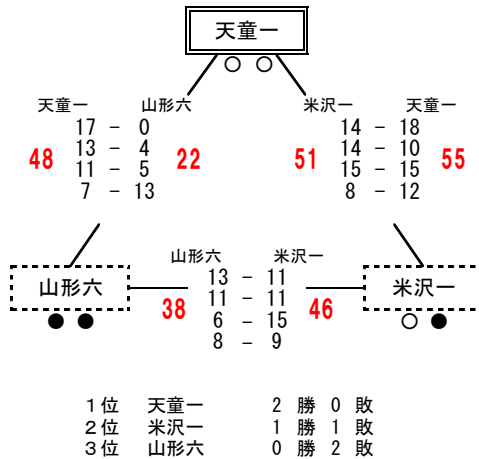 天童一
○ ○
天童一 山形六
17 - 0
13 - 4
11 - 5
7 - 13
48 22
米沢一 天童一
14 - 18
14 - 10
15 - 15
8 - 12
51 55
山形六 米沢一
13 - 11
11 - 11
6 - 15
8 - 9
38 46
山形六
● ●
米沢一
○ ●
1位 天童一 2 勝 0 敗
2位 米沢一 1 勝 1 敗
3位 山形六 0 勝 2 敗